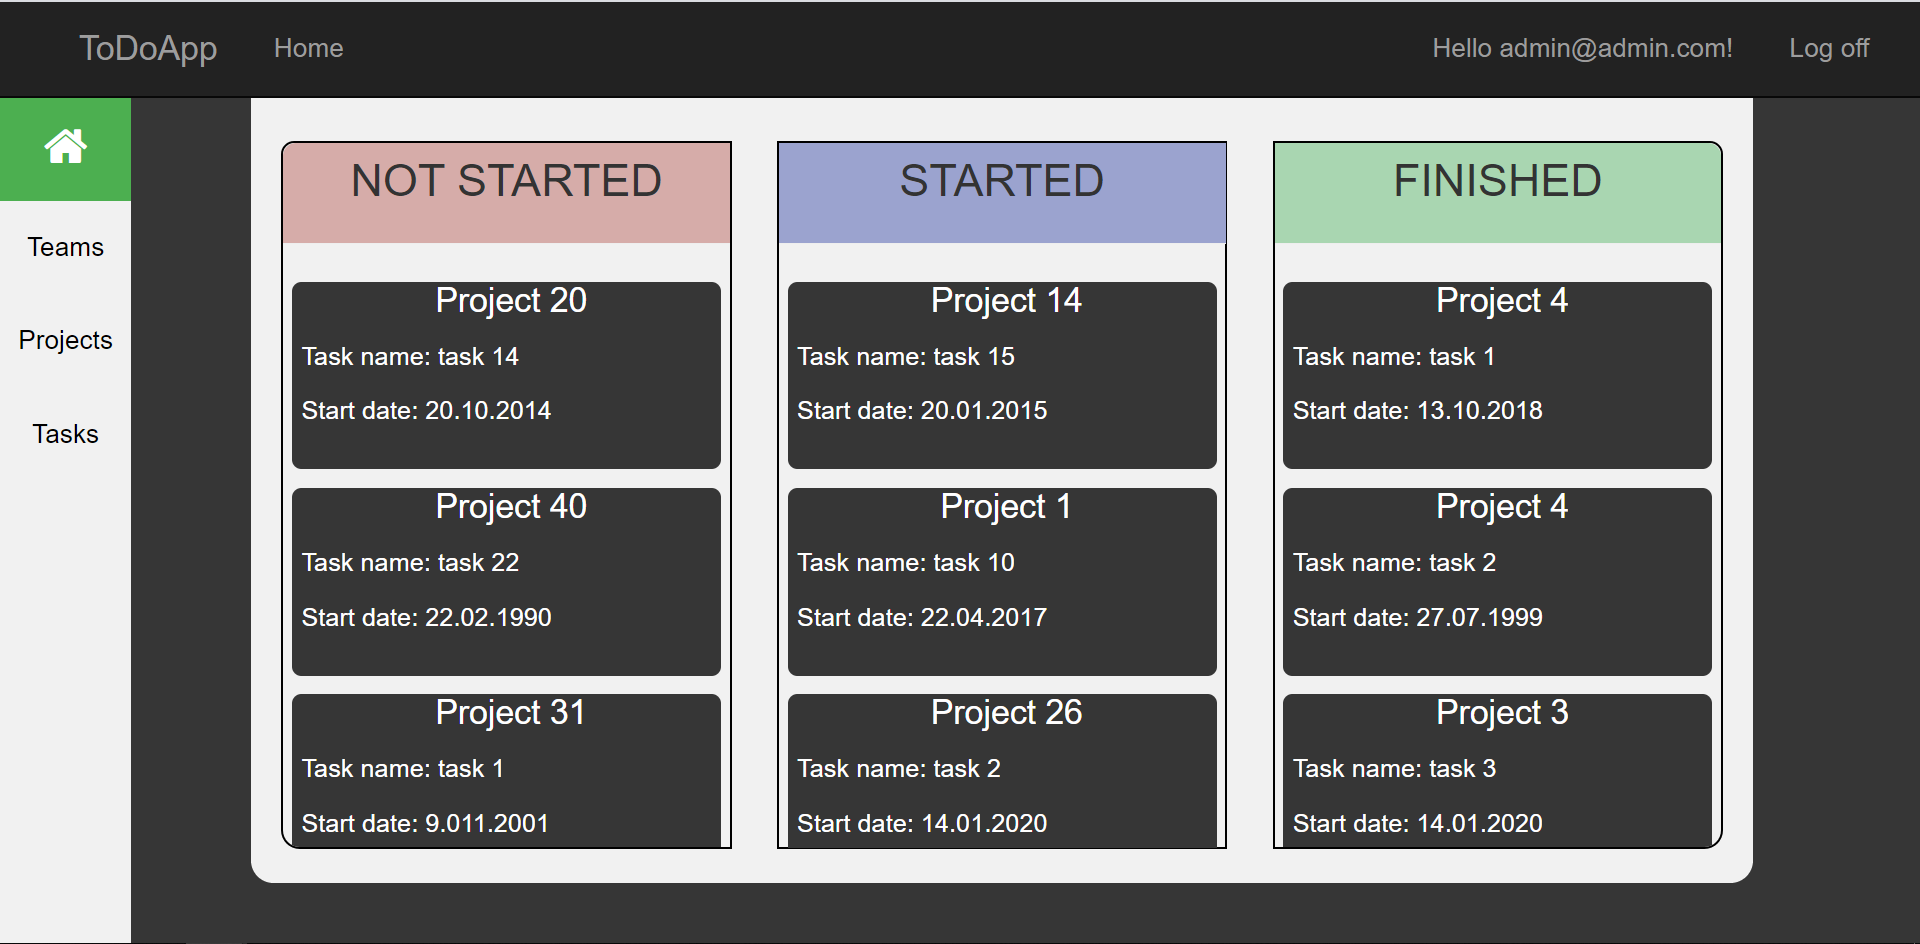 ToDoApp Home Hello admin@admin.com! Log off
Teams
Projects
Tasks
NOT STARTED
Project 20
Task name: task 14
Start date: 20.10.2014
Project 40
Task name: task 22
Start date: 22.02.1990
Project 31
Task name: task 1
Start date: 9.011.2001
STARTED
Project 14
Task name: task 15
Start date: 20.01.2015
Project 1
Task name: task 10
Start date: 22.04.2017
Project 26
Task name: task 2
Start date: 14.01.2020
FINISHED
Project 4
Task name: task 1
Start date: 13.10.2018
Project 4
Task name: task 2
Start date: 27.07.1999
Project 3
Task name: task 3
Start date: 14.01.2020